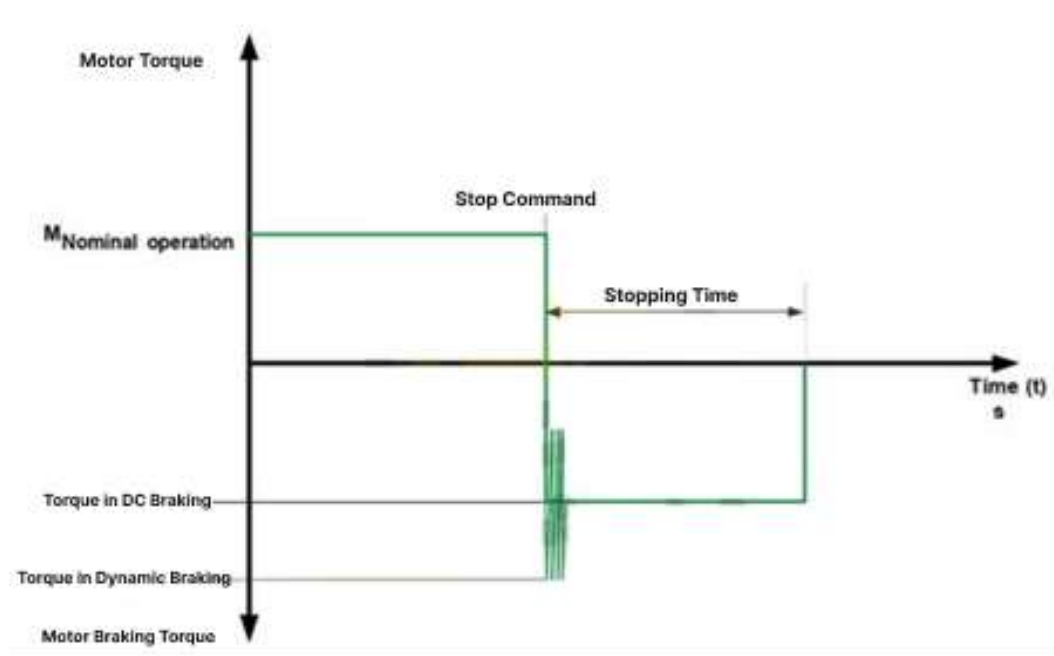 Motor Torque
Stop Command
MNominal operation
Stopping Time
Time (t)
s
Torque in DC Braking
Torque in Dynamic Braking
Motor Braking Torque